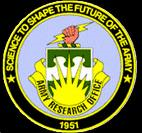 ★ SCIENCE TO SHAPE THE FUTURE OF THE ARMY ★
ARMY RESEARCH OFFICE
1951